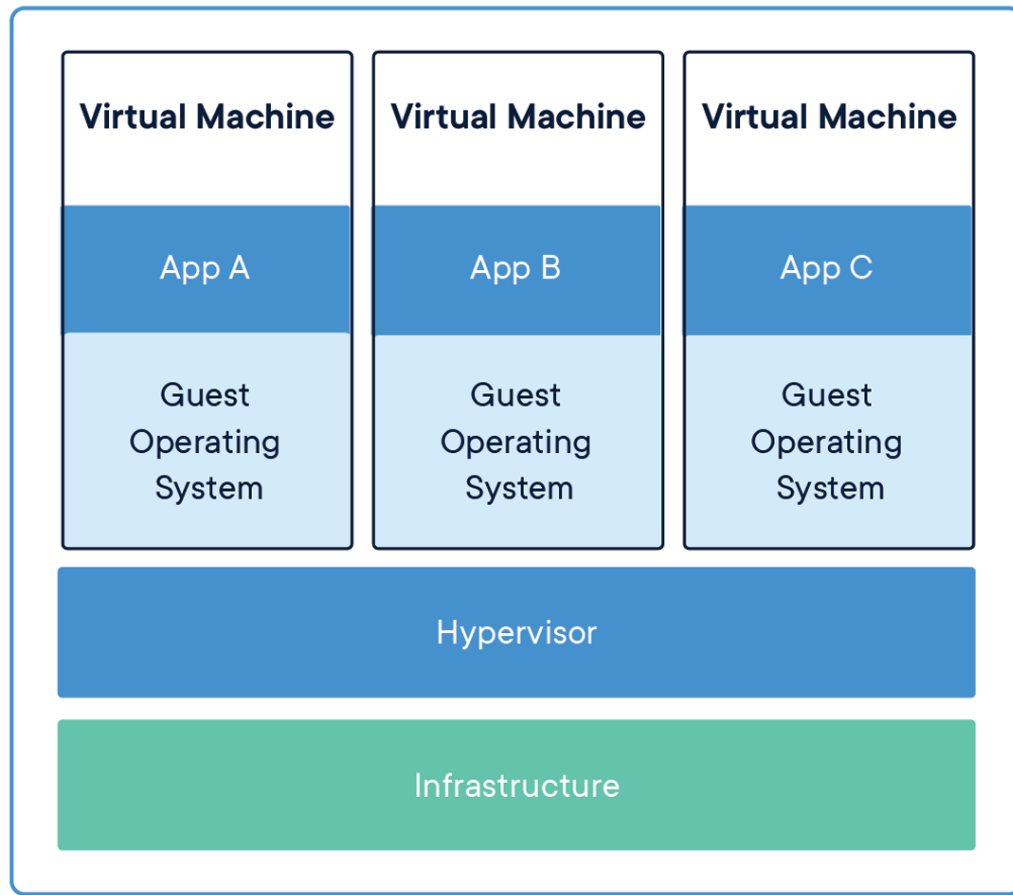 Virtual Machine
Virtual Machine
Virtual Machine
App A
App B
App C
Guest
Operating
System
Guest
Operating
System
Guest
Operating
System
Hypervisor
Infrastructure